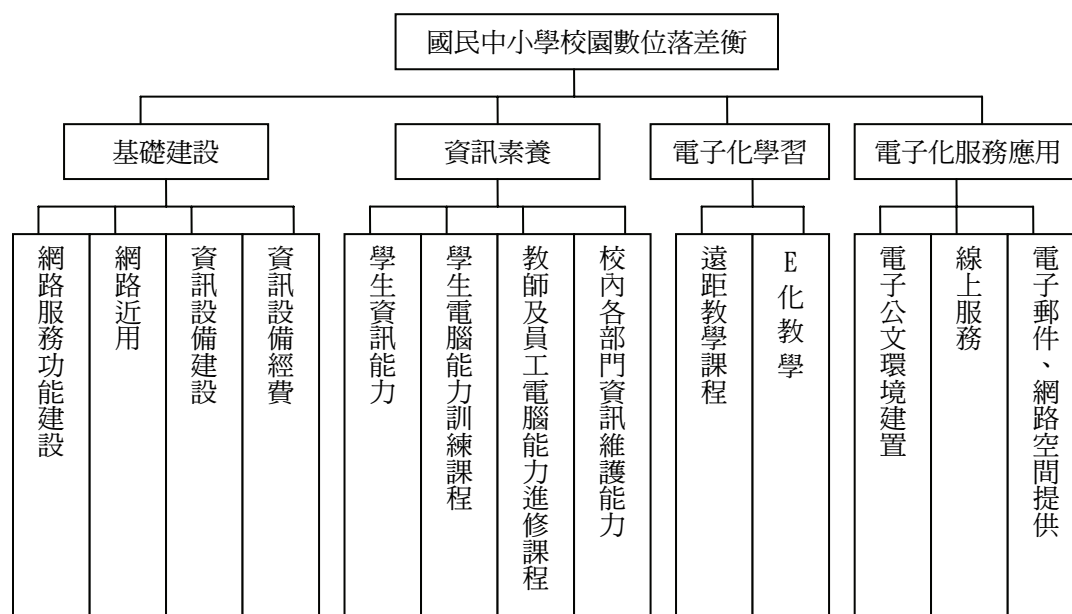 國民中小學校園數位落差衡
基礎建設
資訊素養
電子化學習
電子化服務應用
網路服務功能建設
網路近用
資訊設備建設
資訊設備經費
學生資訊能力
學生電腦能力訓練課程
教師及員工電腦能力進修課程
校內各部門資訊維護能力
遠距教學課程
E化教學
電子公文環境建置
線上服務
電子郵件、網路空間提供